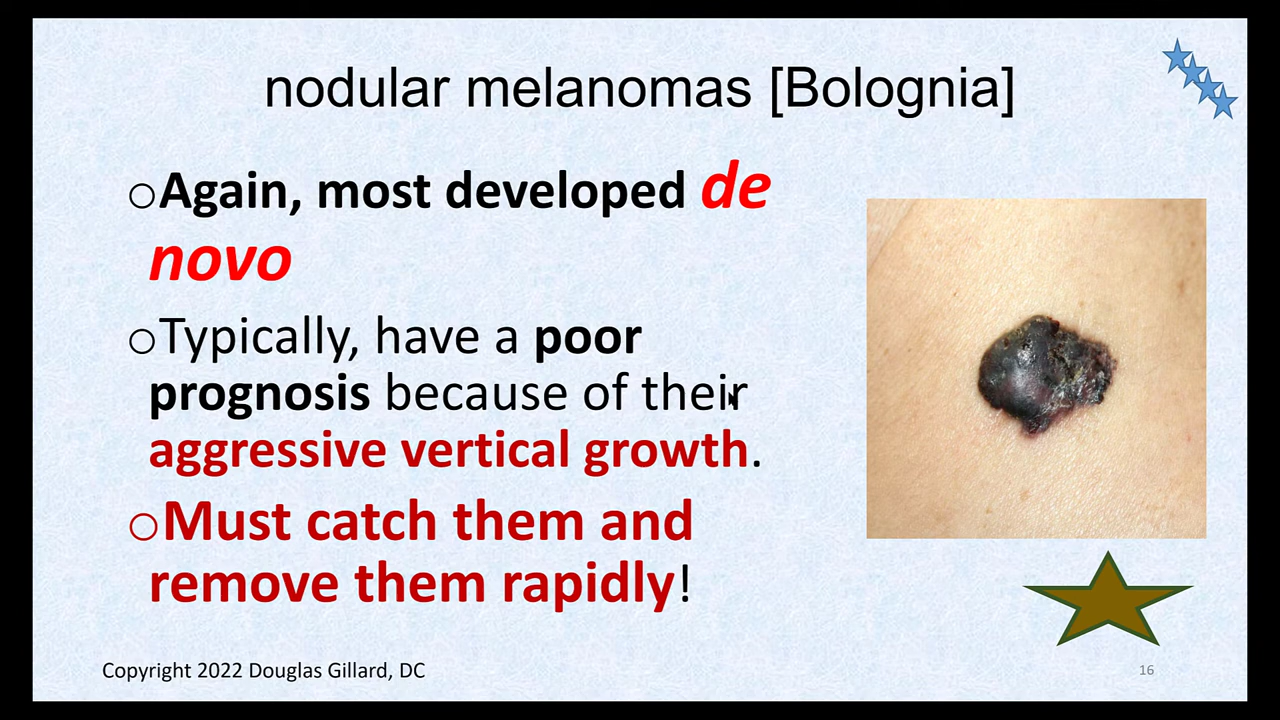 nodular melanomas [Bolognia]
oAgain, most developed de
novo
oTypically, have a poor
prognosis because of their
aggressive vertical growth.
oMust catch them and
remove them rapidly!
Copyright 2022 Douglas Gillard, DC
16